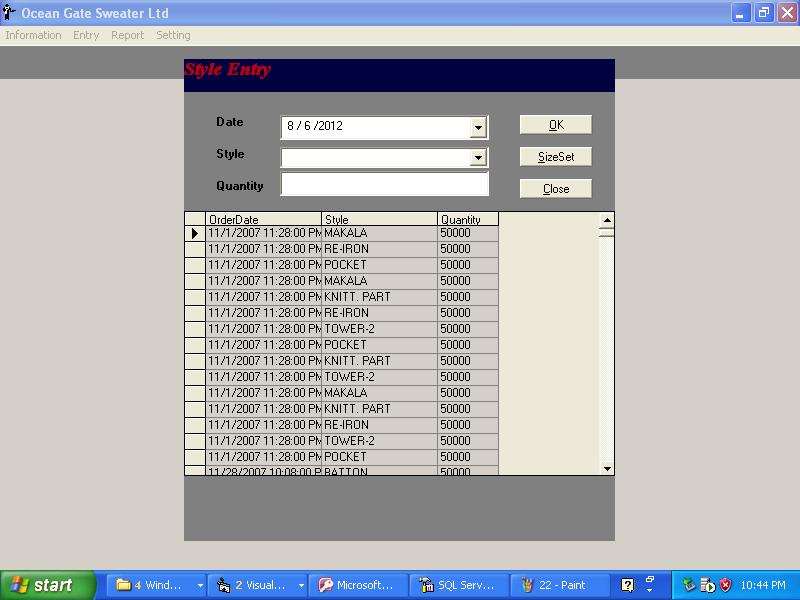 Ocean Gate Sweater Ltd
Information Entry Report Setting
Style Entry
Date 8 / 6 /2012 OK
Style SizeSet
Quantity Close
OrderDate Style Quantity
11/1/2007 11:28:00 PM MAKALA 50000
11/1/2007 11:28:00 PM RE-IRON 50000
11/1/2007 11:28:00 PM POCKET 50000
11/1/2007 11:28:00 PM MAKALA 50000
11/1/2007 11:28:00 PM KNITT. PART 50000
11/1/2007 11:28:00 PM RE-IRON 50000
11/1/2007 11:28:00 PM TOWER-2 50000
11/1/2007 11:28:00 PM POCKET 50000
11/1/2007 11:28:00 PM KNITT. PART 50000
11/1/2007 11:28:00 PM TOWER-2 50000
11/1/2007 11:28:00 PM MAKALA 50000
11/1/2007 11:28:00 PM KNITT. PART 50000
11/1/2007 11:28:00 PM RE-IRON 50000
11/1/2007 11:28:00 PM TOWER-2 50000
11/1/2007 11:28:00 PM POCKET 50000
11/28/2007 10:08:00 P BATTON 50000
start 4 Wind... 2 Visual... Microsoft... SQL Serv... 22 - Paint 10:44 PM